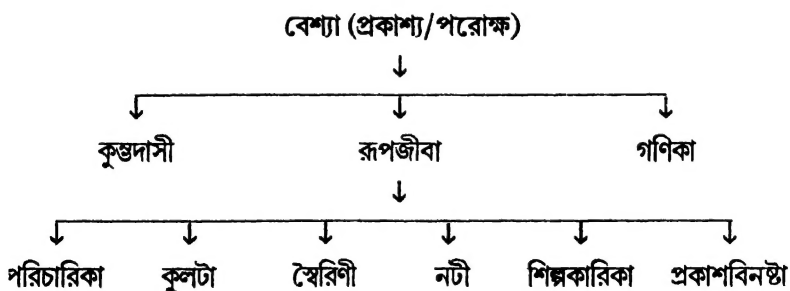 বেশ্যা (প্রকাশ্য/পরোক্ষ)
কুম্ভদাসী রূপজীবা গণিকা
পরিচারিকা কুলটা স্বৈরিণী নটী শিল্পকারিকা প্রকাশবিনষ্টা